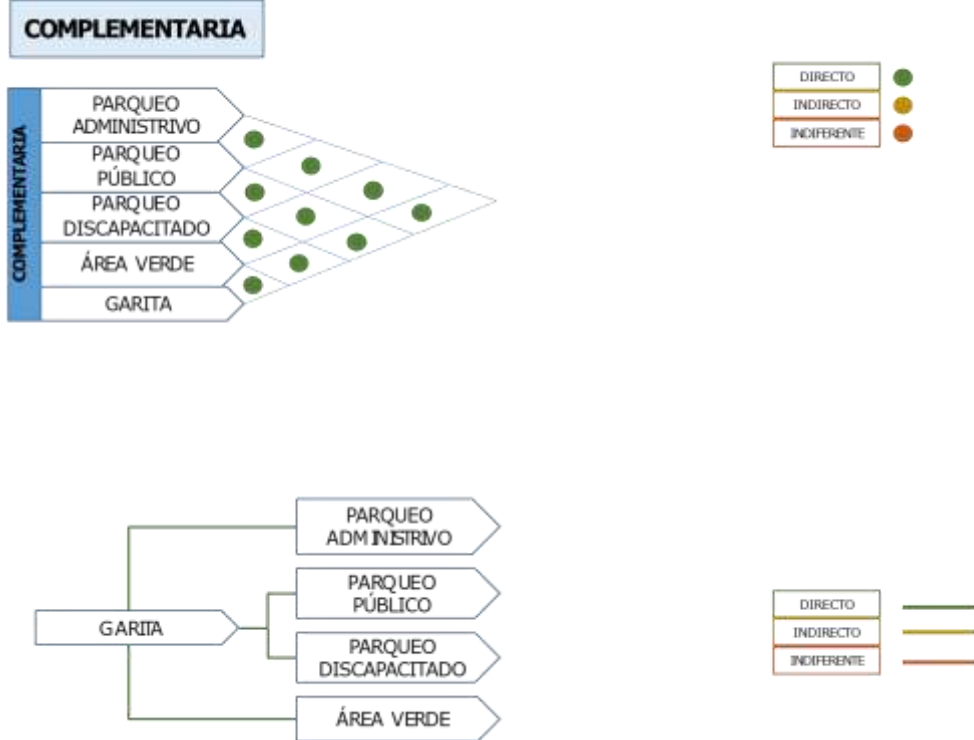 COMPLEMENTARIA
DIRECTO
INDIRECTO
INDIFERENTE
COMPLEMENTARIA
PARQUEO
ADMINISTRIVO
PARQUEO
PÚBLICO
PARQUEO
DISCAPACITADO
ÁREA VERDE
GARITA
PARQUEO
ADMINISTRIVO
PARQUEO
PÚBLICO
GARITA
PARQUEO
DISCAPACITADO
ÁREA VERDE
DIRECTO
INDIRECTO
INDIFERENTE